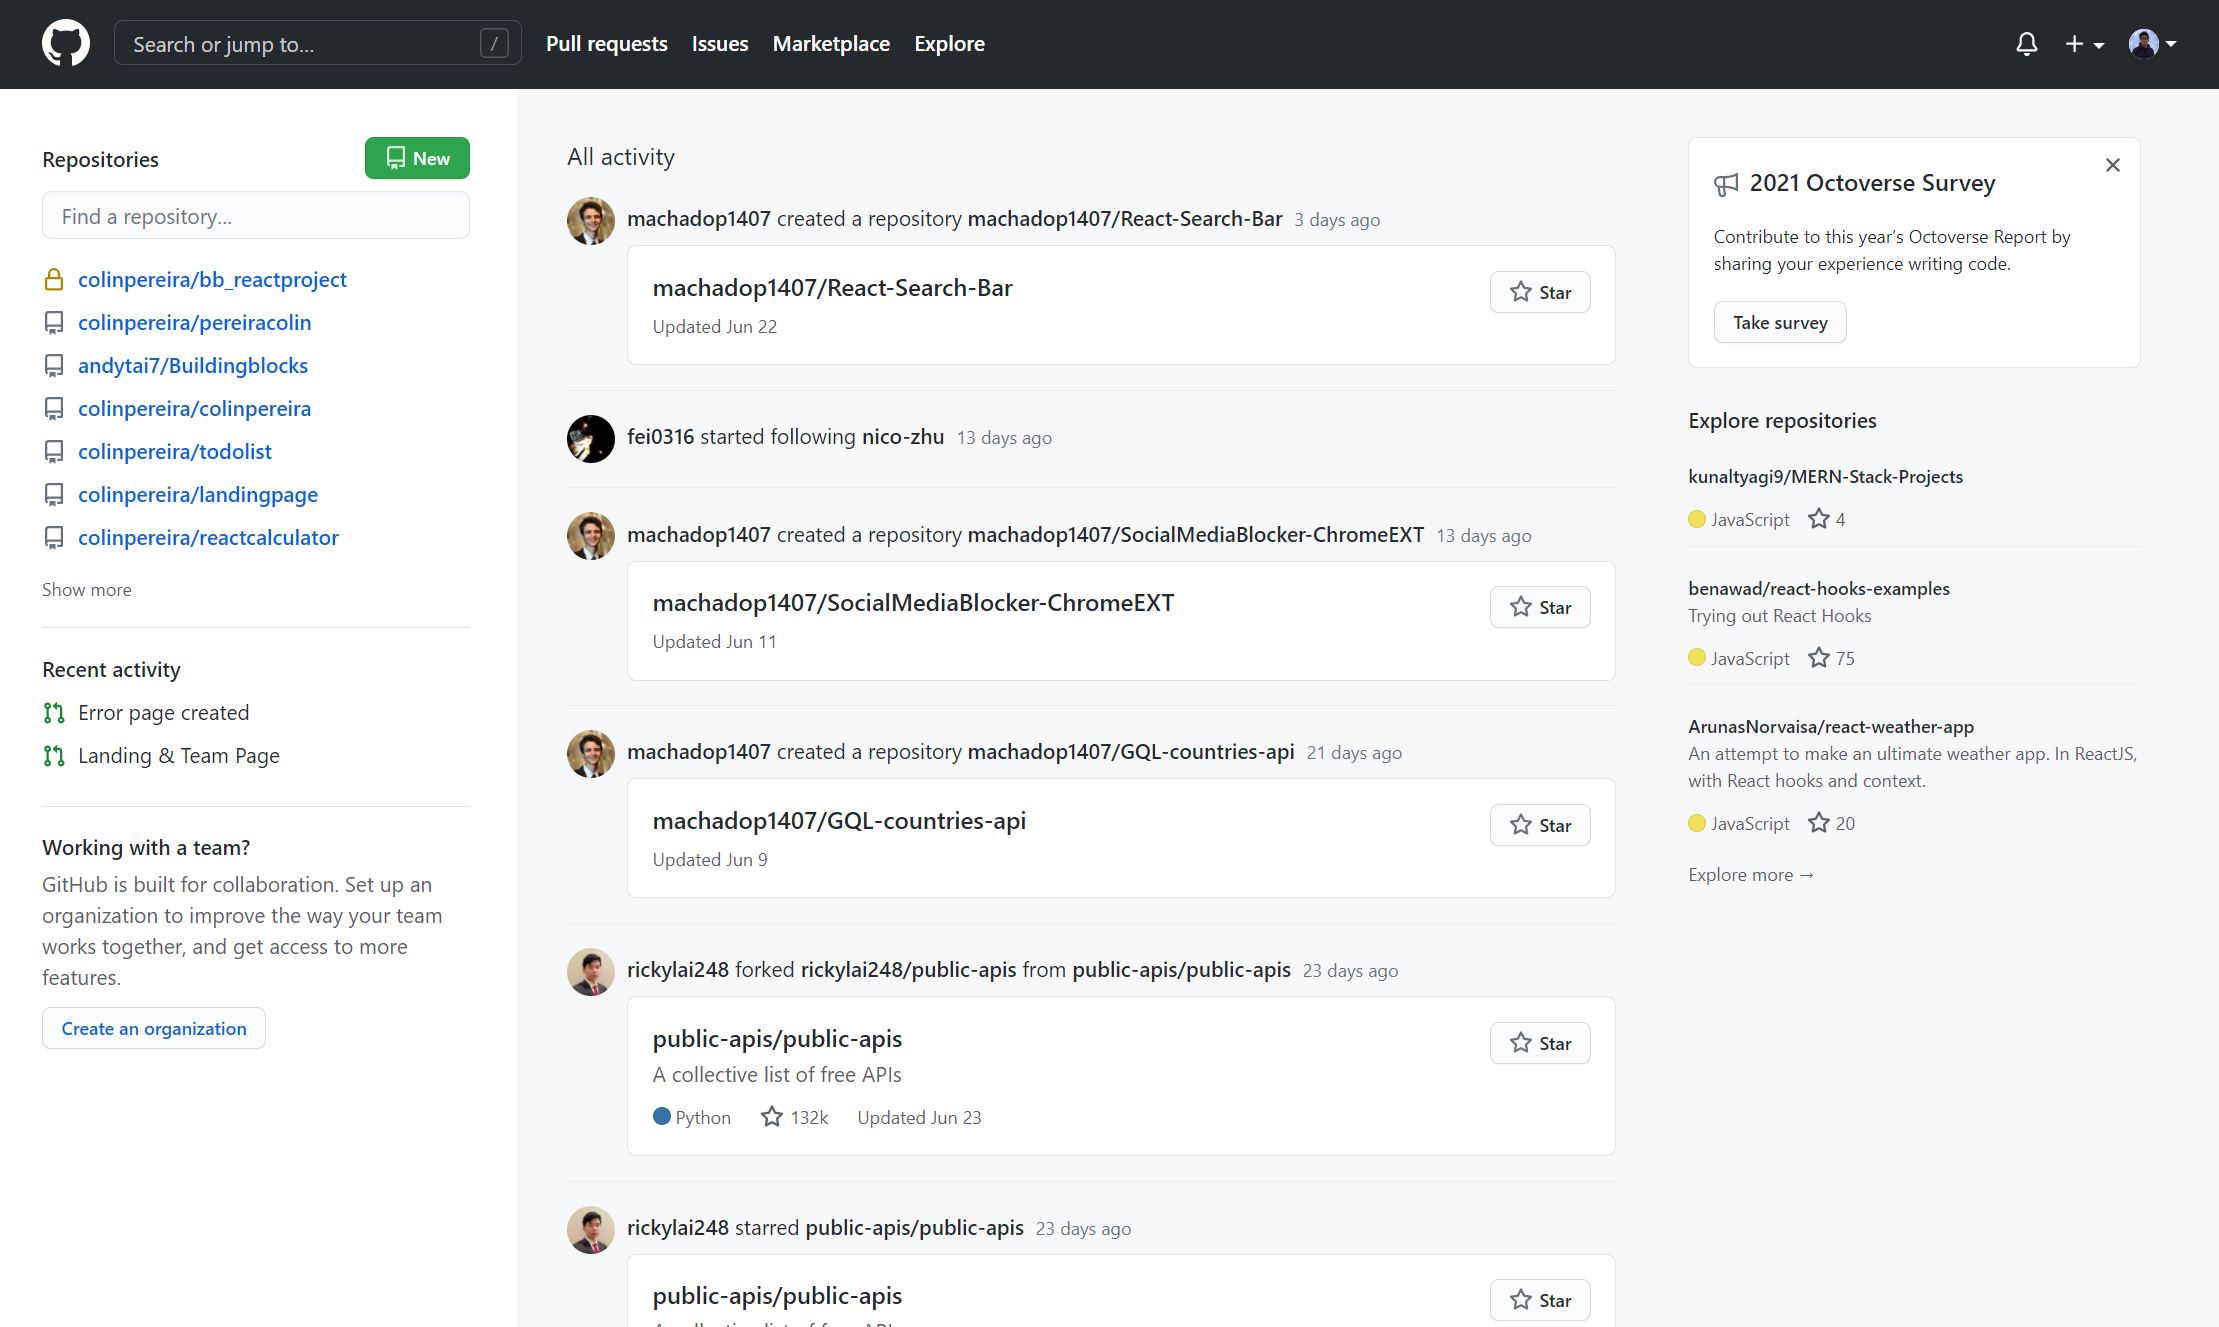 Search or jump to...
/
Pull requests
Issues
Marketplace
Explore
Repositories
New
Find a repository...
colinpereira/bb_reactproject
colinpereira/pereiracolin
andytai7/Buildingblocks
colinpereira/colinpereira
colinpereira/todolist
colinpereira/landingpage
colinpereira/reactcalculator
Show more
Recent activity
Error page created
Landing & Team Page
Working with a team?
GitHub is built for collaboration. Set up an
organization to improve the way your team
works together, and get access to more
features.
Create an organization
All activity
machadop1407 created a repository machadop1407/React-Search-Bar 3 days ago
machadop1407/React-Search-Bar
Star
Updated Jun 22
fei0316 started following nico-zhu 13 days ago
machadop1407 created a repository machadop1407/SocialMediaBlocker-ChromeEXT 13 days ago
machadop1407/SocialMediaBlocker-ChromeEXT
Star
Updated Jun 11
machadop1407 created a repository machadop1407/GQL-countries-api 21 days ago
machadop1407/GQL-countries-api
Star
Updated Jun 9
rickylai248 forked rickylai248/public-apis from public-apis/public-apis 23 days ago
public-apis/public-apis
Star
A collective list of free APIs
Python 132k Updated Jun 23
rickylai248 starred public-apis/public-apis 23 days ago
public-apis/public-apis
Star
2021 Octoverse Survey
Contribute to this year's Octoverse Report by
sharing your experience writing code.
Take survey
Explore repositories
kunaltyagi9/MERN-Stack-Projects
JavaScript 4
benawad/react-hooks-examples
Trying out React Hooks
JavaScript 75
ArunasNorvaisa/react-weather-app
An attempt to make an ultimate weather app. In ReactJS,
with React hooks and context.
JavaScript 20
Explore more →